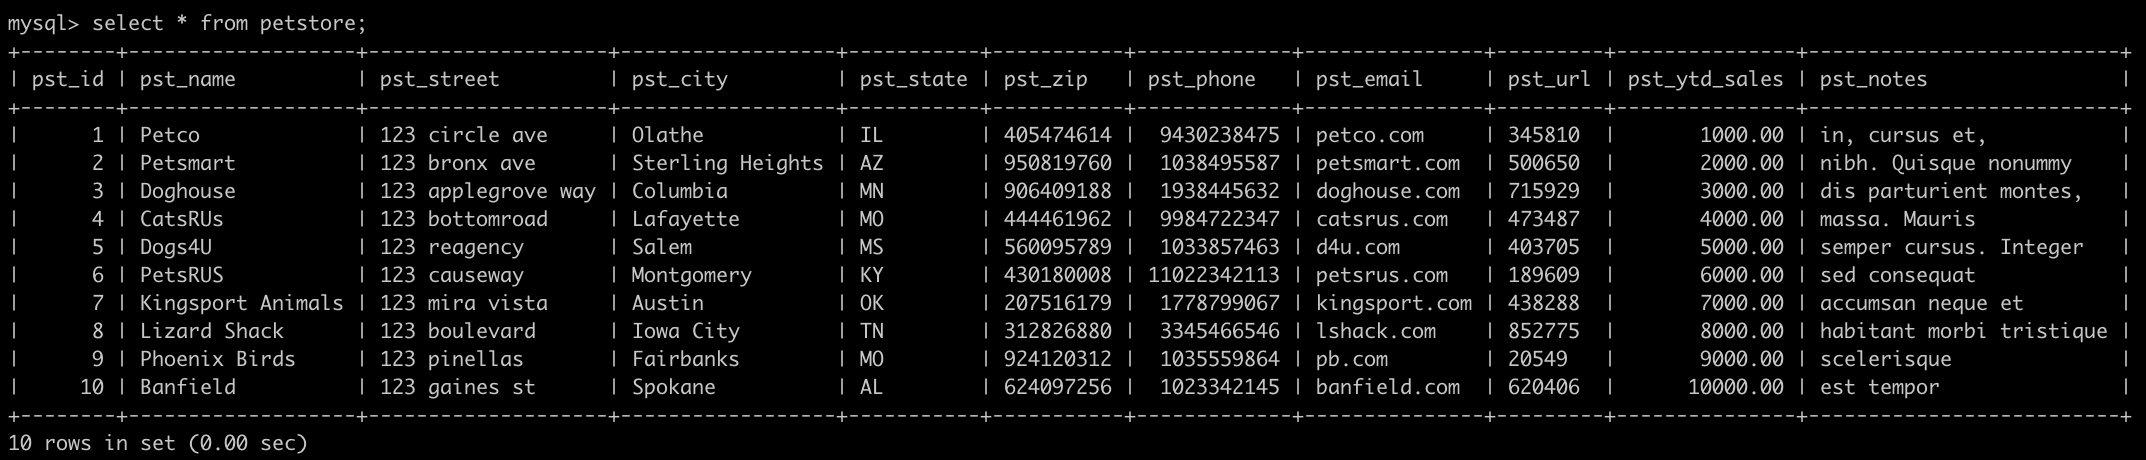 mysql> select * from petstore;
+--------+-------------------+--------------------+------------------+-----------+-----------+-------------+---------------+---------+---------------+--------------------------+
| pst_id | pst_name          | pst_street         | pst_city         | pst_state | pst_zip   | pst_phone   | pst_email     | pst_url | pst_ytd_sales | pst_notes                |
+--------+-------------------+--------------------+------------------+-----------+-----------+-------------+---------------+---------+---------------+--------------------------+
|      1 | Petco             | 123 circle ave     | Olathe           | IL        | 405474614 |  9430238475 | petco.com     | 345810  |       1000.00 | in, cursus et,           |
|      2 | Petsmart          | 123 bronx ave      | Sterling Heights | AZ        | 950819760 |  1038495587 | petsmart.com  | 500650  |       2000.00 | nibh. Quisque nonummy    |
|      3 | Doghouse          | 123 applegrove way | Columbia         | MN        | 906409188 |  1938445632 | doghouse.com  | 715929  |       3000.00 | dis parturient montes,   |
|      4 | CatsRUs           | 123 bottomroad     | Lafayette        | MO        | 444461962 |  9984722347 | catsrus.com   | 473487  |       4000.00 | massa. Mauris            |
|      5 | Dogs4U            | 123 reagency       | Salem            | MS        | 560095789 |  1033857463 | d4u.com       | 403705  |       5000.00 | semper cursus. Integer   |
|      6 | PetsRUS           | 123 causeway       | Montgomery       | KY        | 430180008 | 11022342113 | petsrus.com   | 189609  |       6000.00 | sed consequat            |
|      7 | Kingsport Animals | 123 mira vista     | Austin           | OK        | 207516179 |  1778799067 | kingsport.com | 438288  |       7000.00 | accumsan neque et        |
|      8 | Lizard Shack      | 123 boulevard      | Iowa City        | TN        | 312826880 |  3345466546 | lshack.com    | 852775  |       8000.00 | habitant morbi tristique |
|      9 | Phoenix Birds     | 123 pinellas       | Fairbanks        | MO        | 924120312 |  1035559864 | pb.com        | 20549   |       9000.00 | scelerisque              |
|     10 | Banfield          | 123 gaines st      | Spokane          | AL        | 624097256 |  1023342145 | banfield.com  | 620406  |      10000.00 | est tempor               |
+--------+-------------------+--------------------+------------------+-----------+-----------+-------------+---------------+---------+---------------+--------------------------+
10 rows in set (0.00 sec)